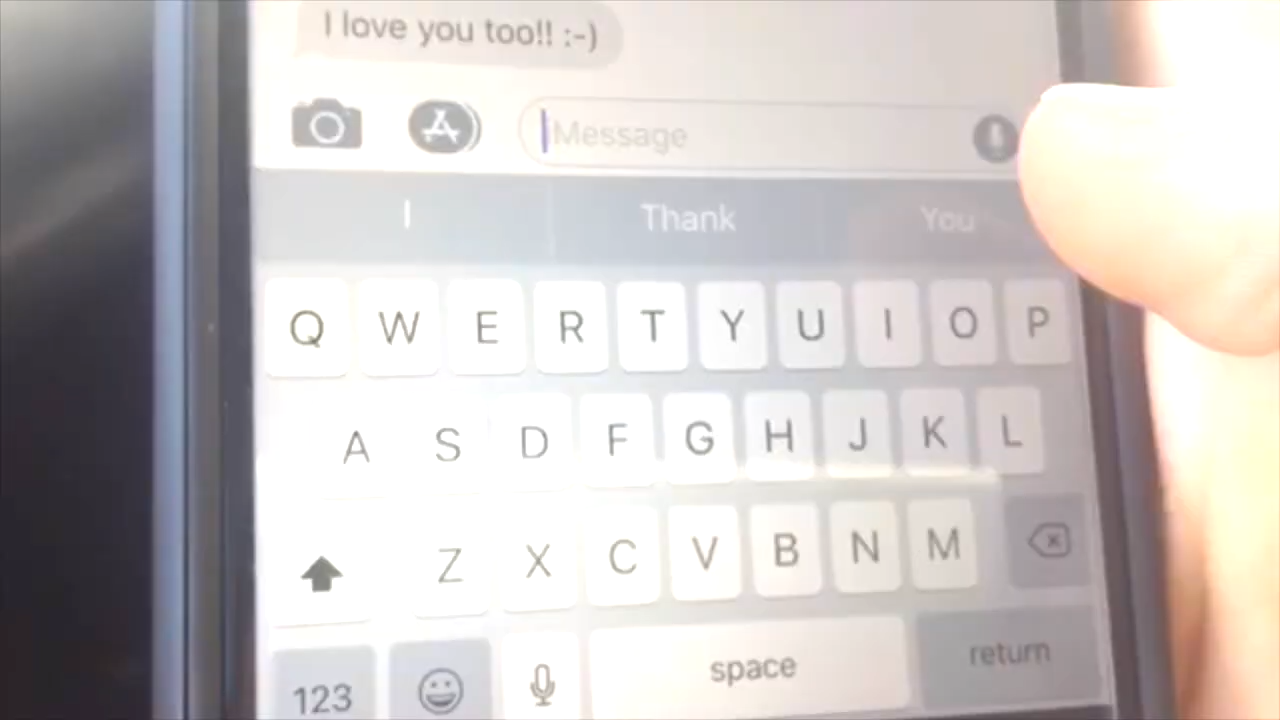 I love you too!! :-)
Message
I Thank You
Q W E R T Y U I O P
A S D F G H J K L
Z X C V B N M
123 space return